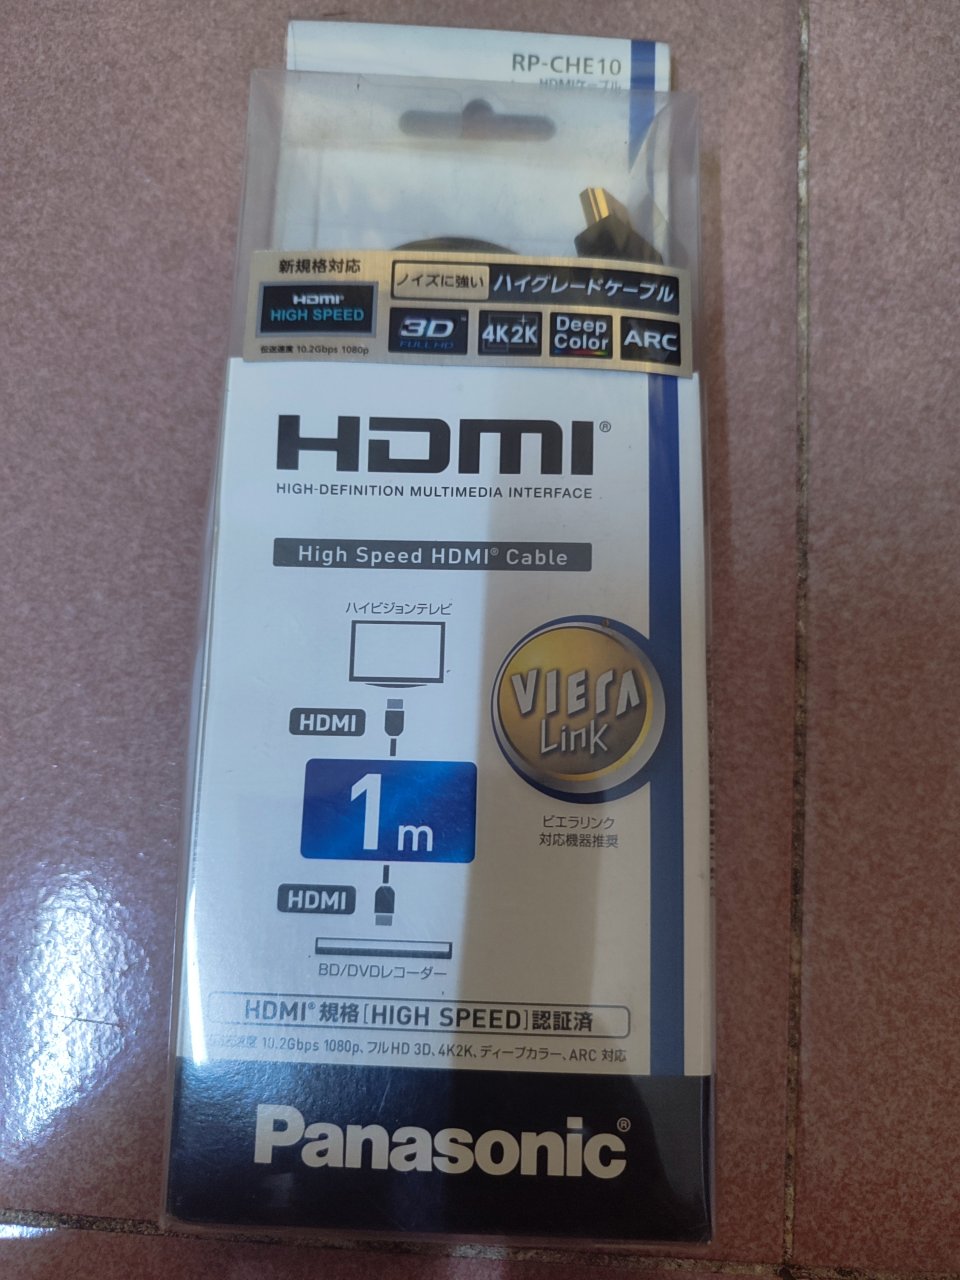 RP-CHE10
HDMIケーブル
新規格対応
HDMI®
HIGH SPEED
伝送速度 10.2Gbps 1080p
ノイズに強い ハイグレードケーブル
3D™
FULL HD
4K2K
Deep
Color
ARC
HDMI®
HIGH-DEFINITION MULTIMEDIA INTERFACE
High Speed HDMI® Cable
ハイビジョンテレビ
HDMI
VIERA
Link
1m
ビエラリンク
対応機器推奨
HDMI
BD/DVDレコーダー
HDMI®規格[HIGH SPEED]認証済
伝送速度 10.2Gbps 1080p、フルHD 3D、4K2K、ディープカラー、ARC 対応
Panasonic®